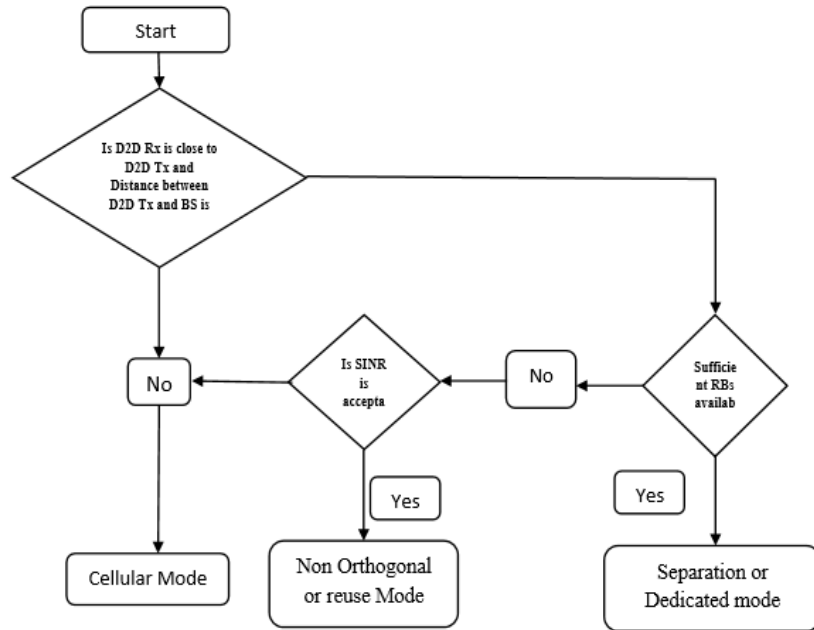 Start
Is D2D Rx is close to
D2D Tx and
Distance between
D2D Tx and BS is
No
Is SINR
is
accepta
No
Sufficie
nt RBs
availab
Yes
Yes
Cellular Mode
Non Orthogonal
or reuse Mode
Separation or
Dedicated mode